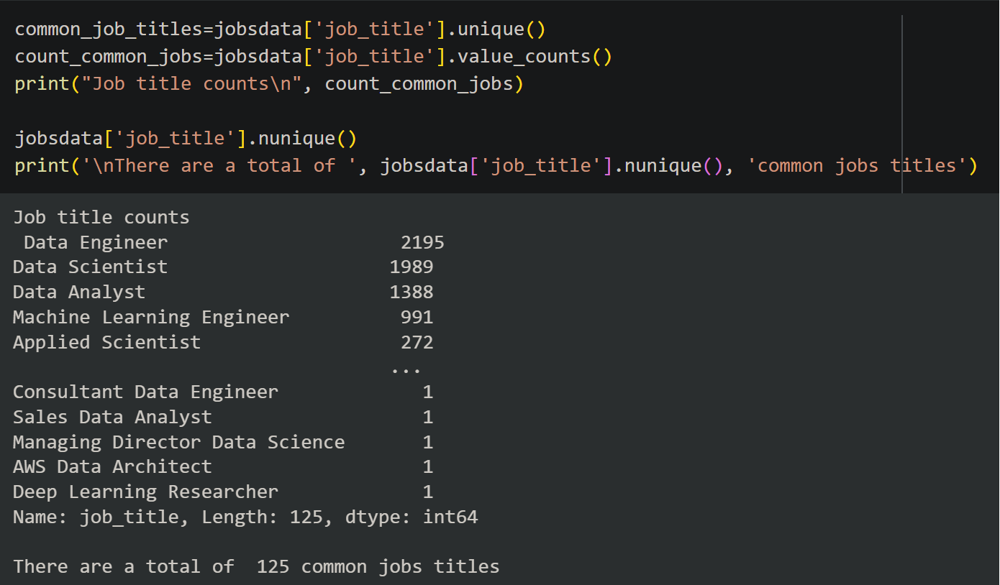 common_job_titles=jobsdata['job_title'].unique()
count_common_jobs=jobsdata['job_title'].value_counts()
print("Job title counts\n", count_common_jobs)
jobsdata['job_title'].nunique()
print('\nThere are a total of ', jobsdata['job_title'].nunique(), 'common jobs titles')
Job title counts
Data Engineer 2195
Data Scientist 1989
Data Analyst 1388
Machine Learning Engineer 991
Applied Scientist 272
...
Consultant Data Engineer 1
Sales Data Analyst 1
Managing Director Data Science 1
AWS Data Architect 1
Deep Learning Researcher 1
Name: job_title, Length: 125, dtype: int64
There are a total of  125 common jobs titles